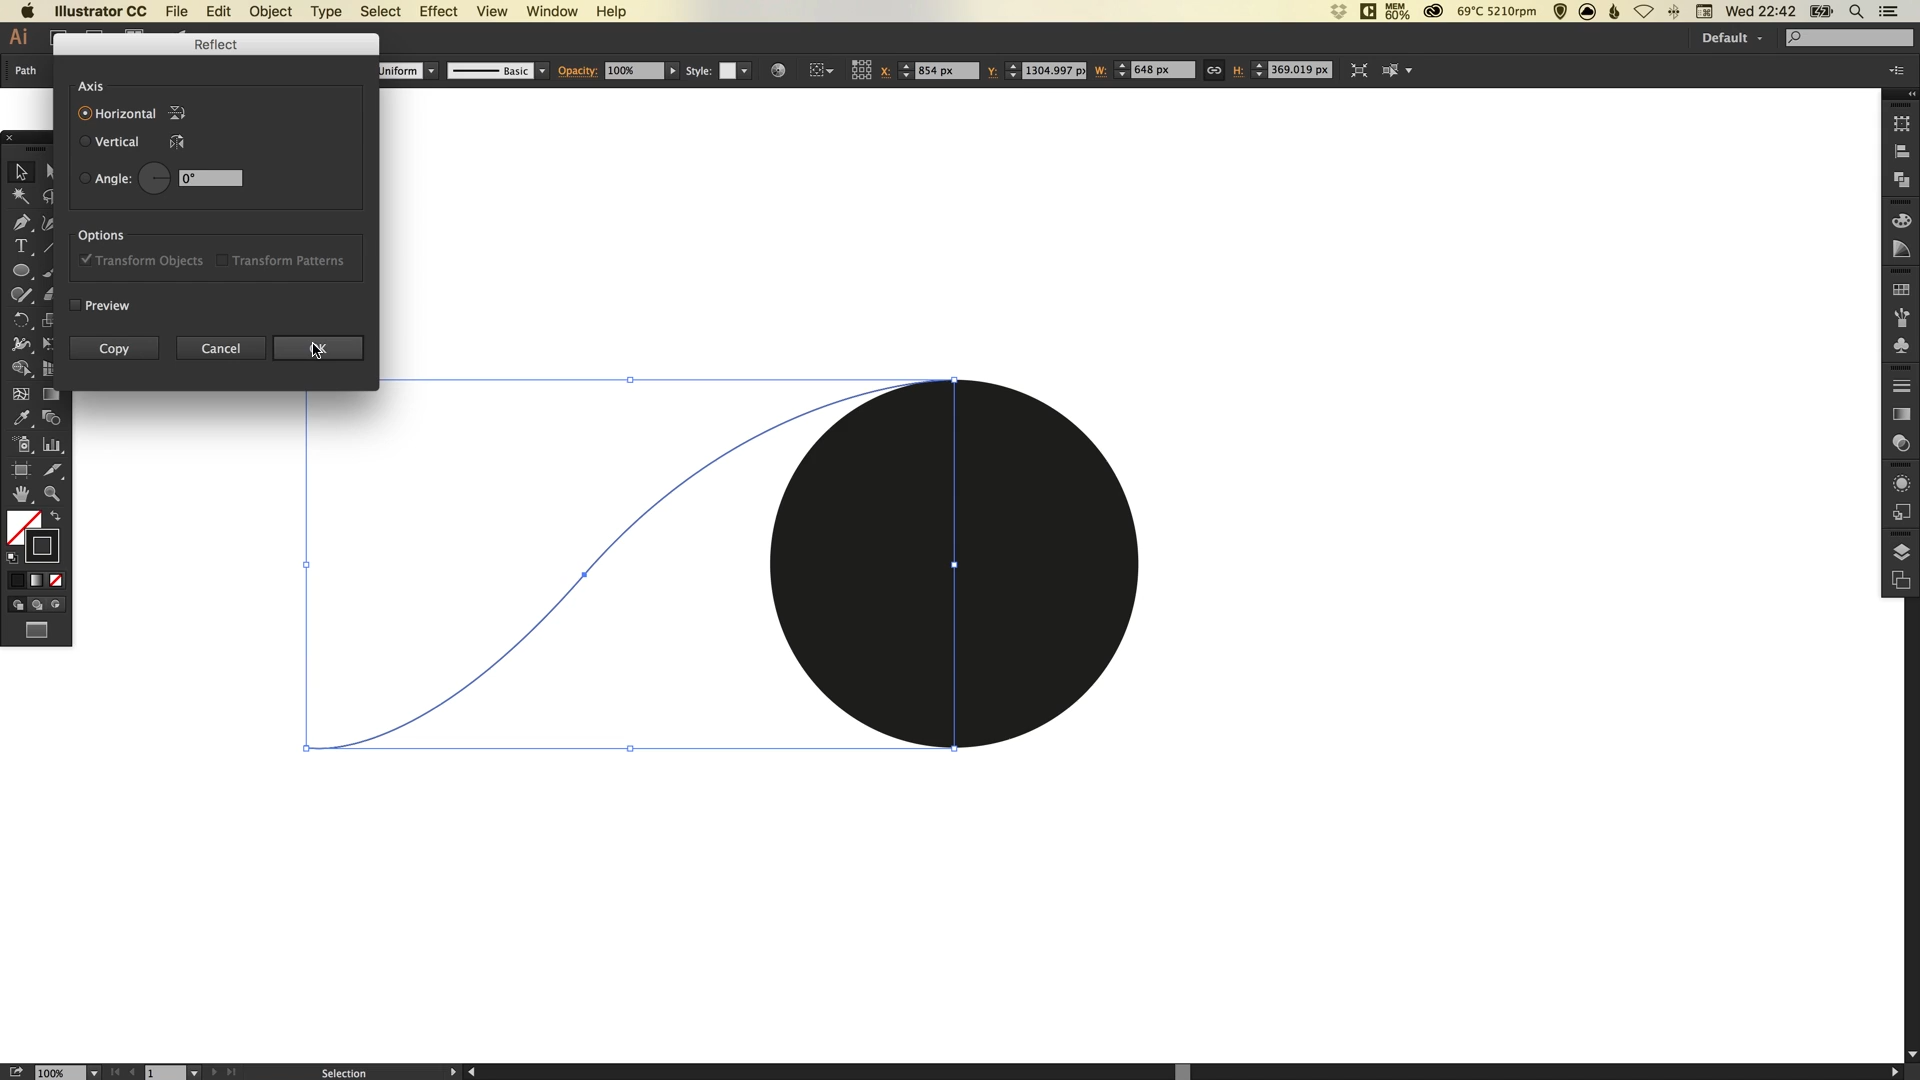 Illustrator CC File Edit Object Type Select Effect View Window Help MEM 60% 69°C 5210rpm Wed 22:42
Ai Default
Reflect
Path Uniform Basic Opacity: 100% Style: X: 854 px Y: 1304.997 px W: 648 px H: 369.019 px
Axis
Horizontal
Vertical
Angle: 0°
Options
Transform Objects Transform Patterns
Preview
Copy Cancel OK
T
100% 1 Selection